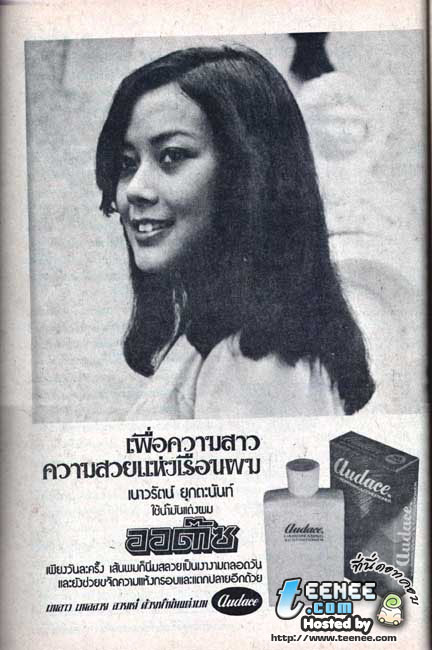 เพื่อความสาว
ความสวยแห่งเรือนผม
เนาวรัตน์ ยุกตะนันท์
ใช้น้ำมันแต่งผม
ออด๊าซ
เพียงวันละครั้ง เส้นผมก็นิ่มสลวยเป็นเงางามตลอดวัน
และยังช่วยขจัดความแห้งกรอบและแตกปลายอีกด้วย
audace
audace
audace
teenee.com
Hosted by
http://www.teenee.com